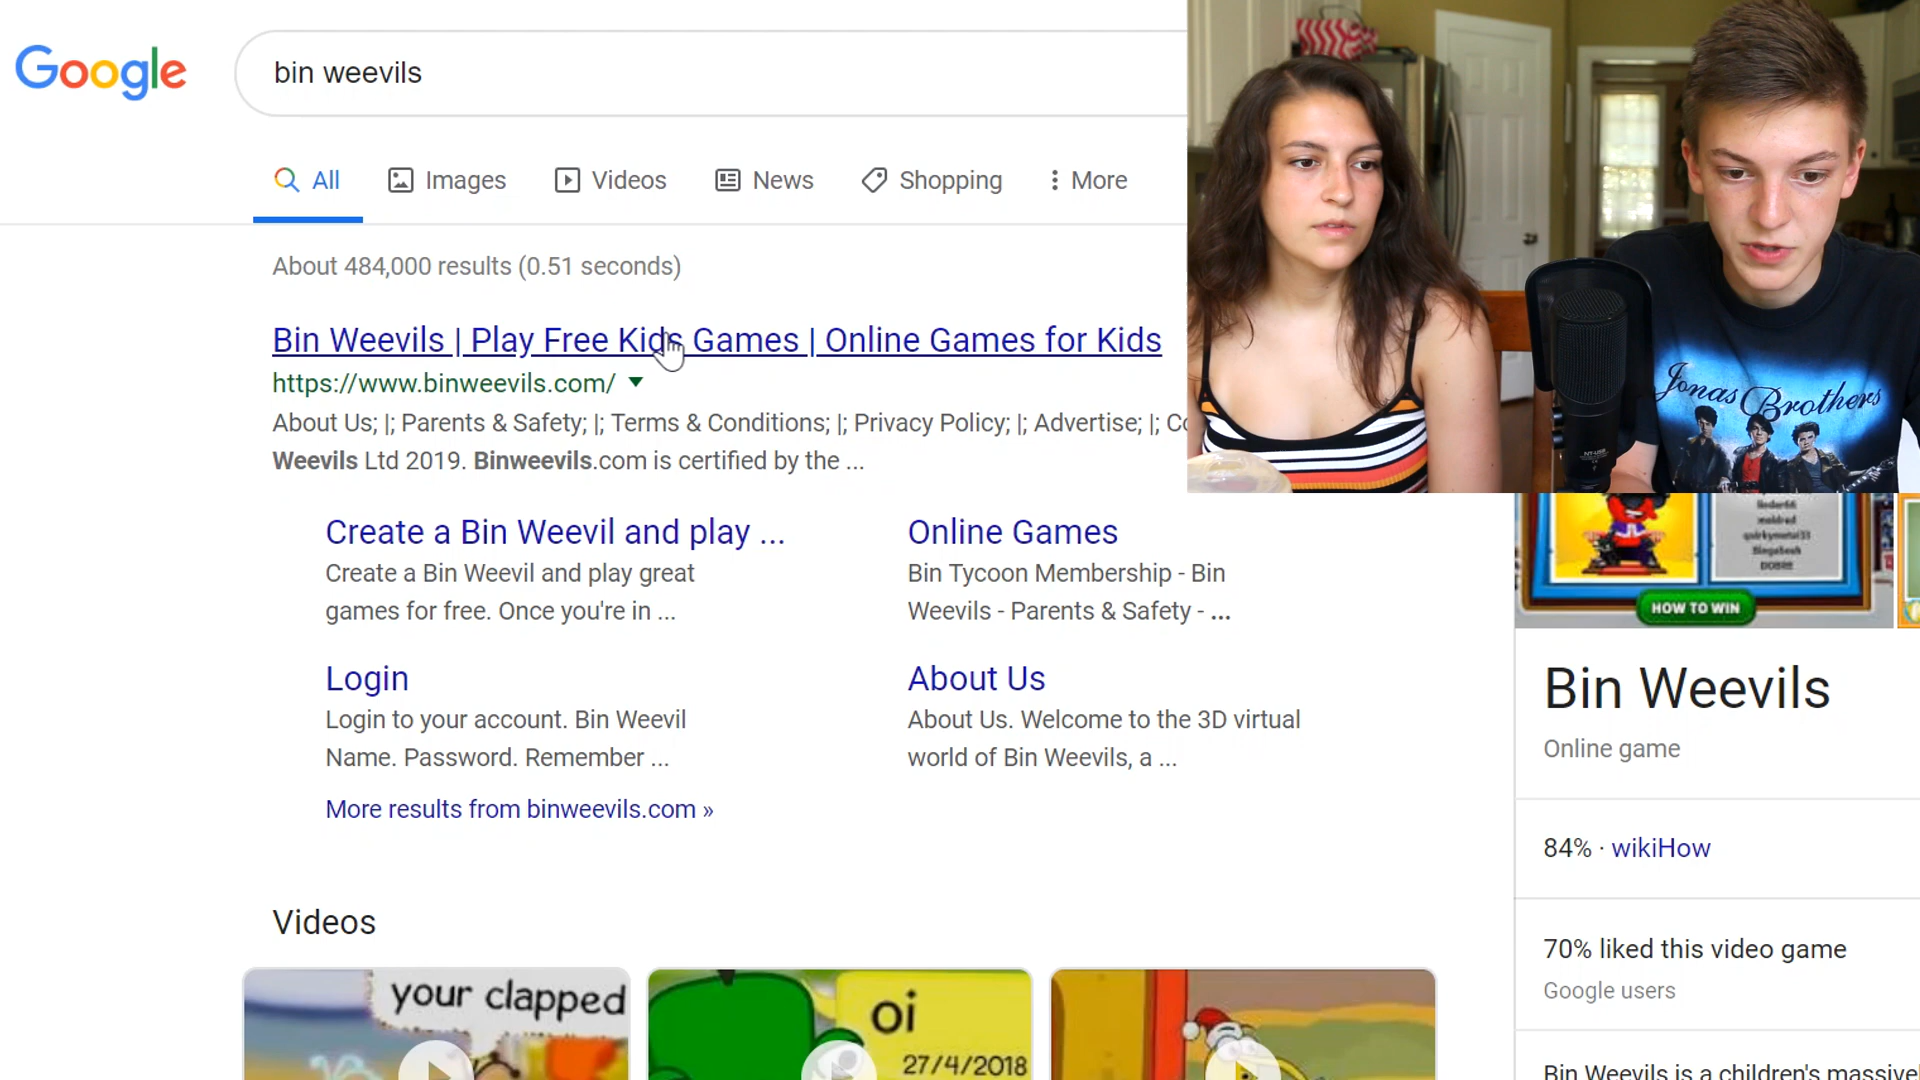 Google
bin weevils
All
Images
Videos
News
Shopping
More
About 484,000 results (0.51 seconds)
Bin Weevils | Play Free Kids Games | Online Games for Kids
https://www.binweevils.com/
About Us; |; Parents & Safety; |; Terms & Conditions; |; Privacy Policy; |; Advertise; |; Co
Weevils Ltd 2019. Binweevils.com is certified by the ...
Create a Bin Weevil and play ...
Create a Bin Weevil and play great
games for free. Once you're in ...
Online Games
Bin Tycoon Membership - Bin
Weevils - Parents & Safety - ...
Login
Login to your account. Bin Weevil
Name. Password. Remember ...
About Us
About Us. Welcome to the 3D virtual
world of Bin Weevils, a ...
More results from binweevils.com »
Videos
your clapped
oi
27/4/2018
Jonas Brothers
HOW TO WIN
Bin Weevils
Online game
84% · wikiHow
70% liked this video game
Google users
Bin Weevils is a children's massive